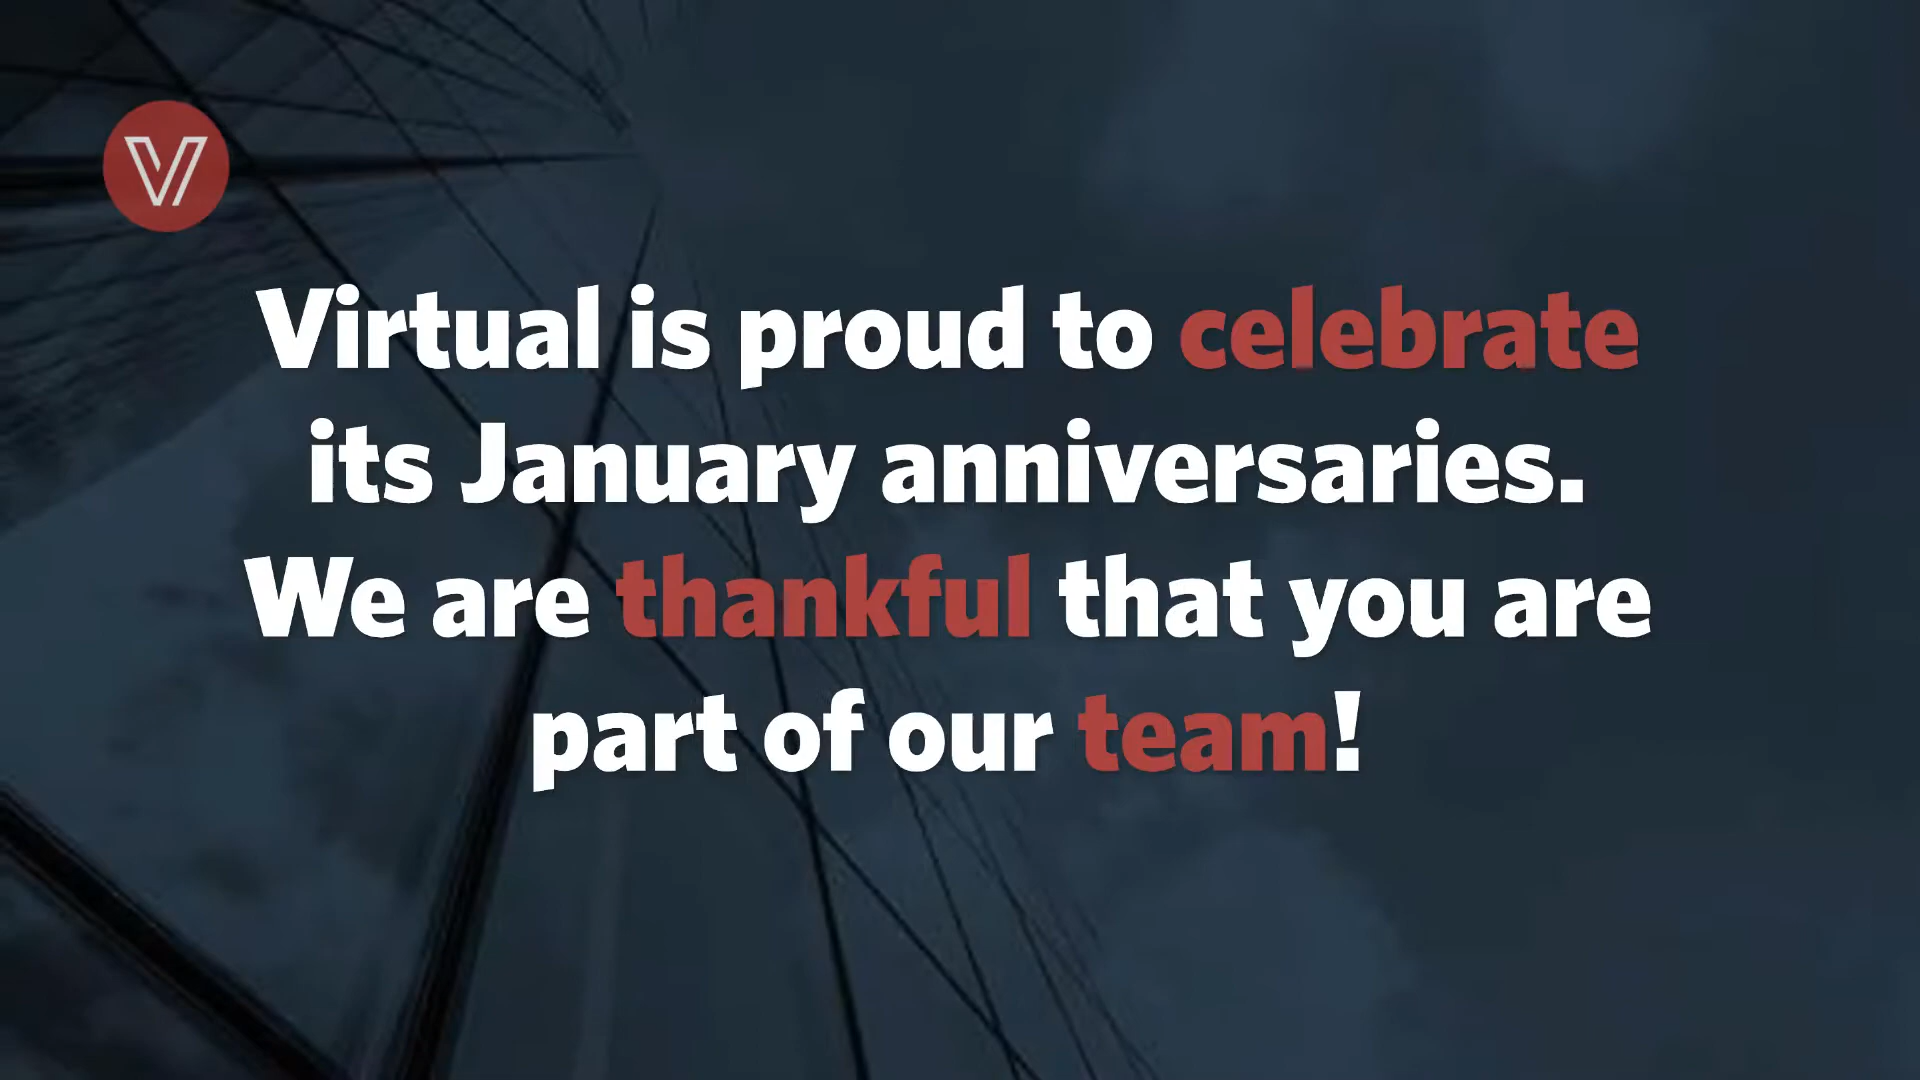 V
Virtual is proud to celebrate
its January anniversaries.
We are thankful that you are
part of our team!